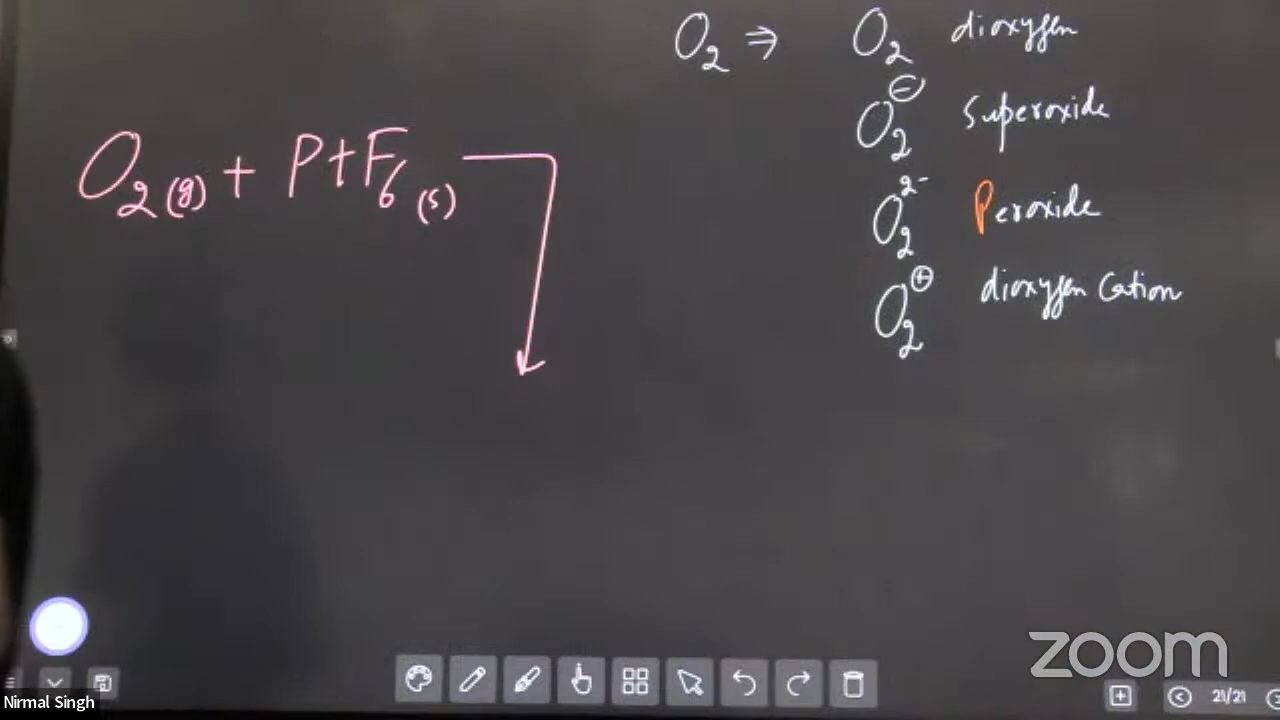 O₂ ⇒ O₂ dioxygen
O₂⊖ Superoxide
O₂²⁻ Peroxide
O₂⊕ dioxygen Cation
O₂(g) + PtF₆(s)
zoom
21/21
Nirmal Singh